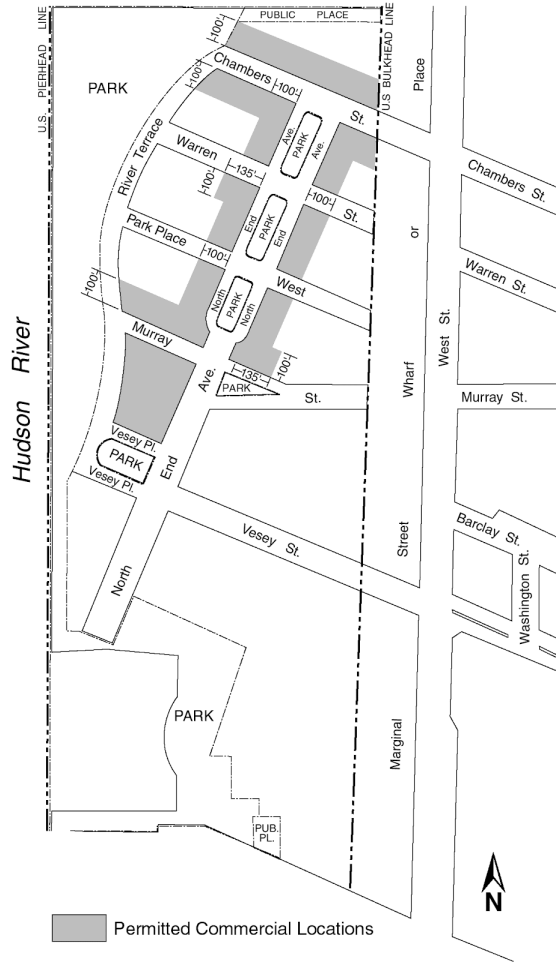 U.S. PIERHEAD LINE
PUBLIC PLACE
U.S BULKHEAD LINE
100'
PARK
Chambers
100'
100'
St.
Place
River Terrace
Ave.
PARK
Ave.
Chambers St.
Warren
135'
100'
100'
St.
Park Place
100'
End
PARK
End
or
Warren St.
100'
North
PARK
North
West
West St.
Hudson River
Murray
Ave.
135'
100'
PARK
St.
Wharf
Murray St.
Vesey Pl.
PARK
Vesey Pl.
End
Vesey St.
Street
Barclay St.
Washington St.
North
PARK
Marginal
PUB.
PL.
N
Permitted Commercial Locations